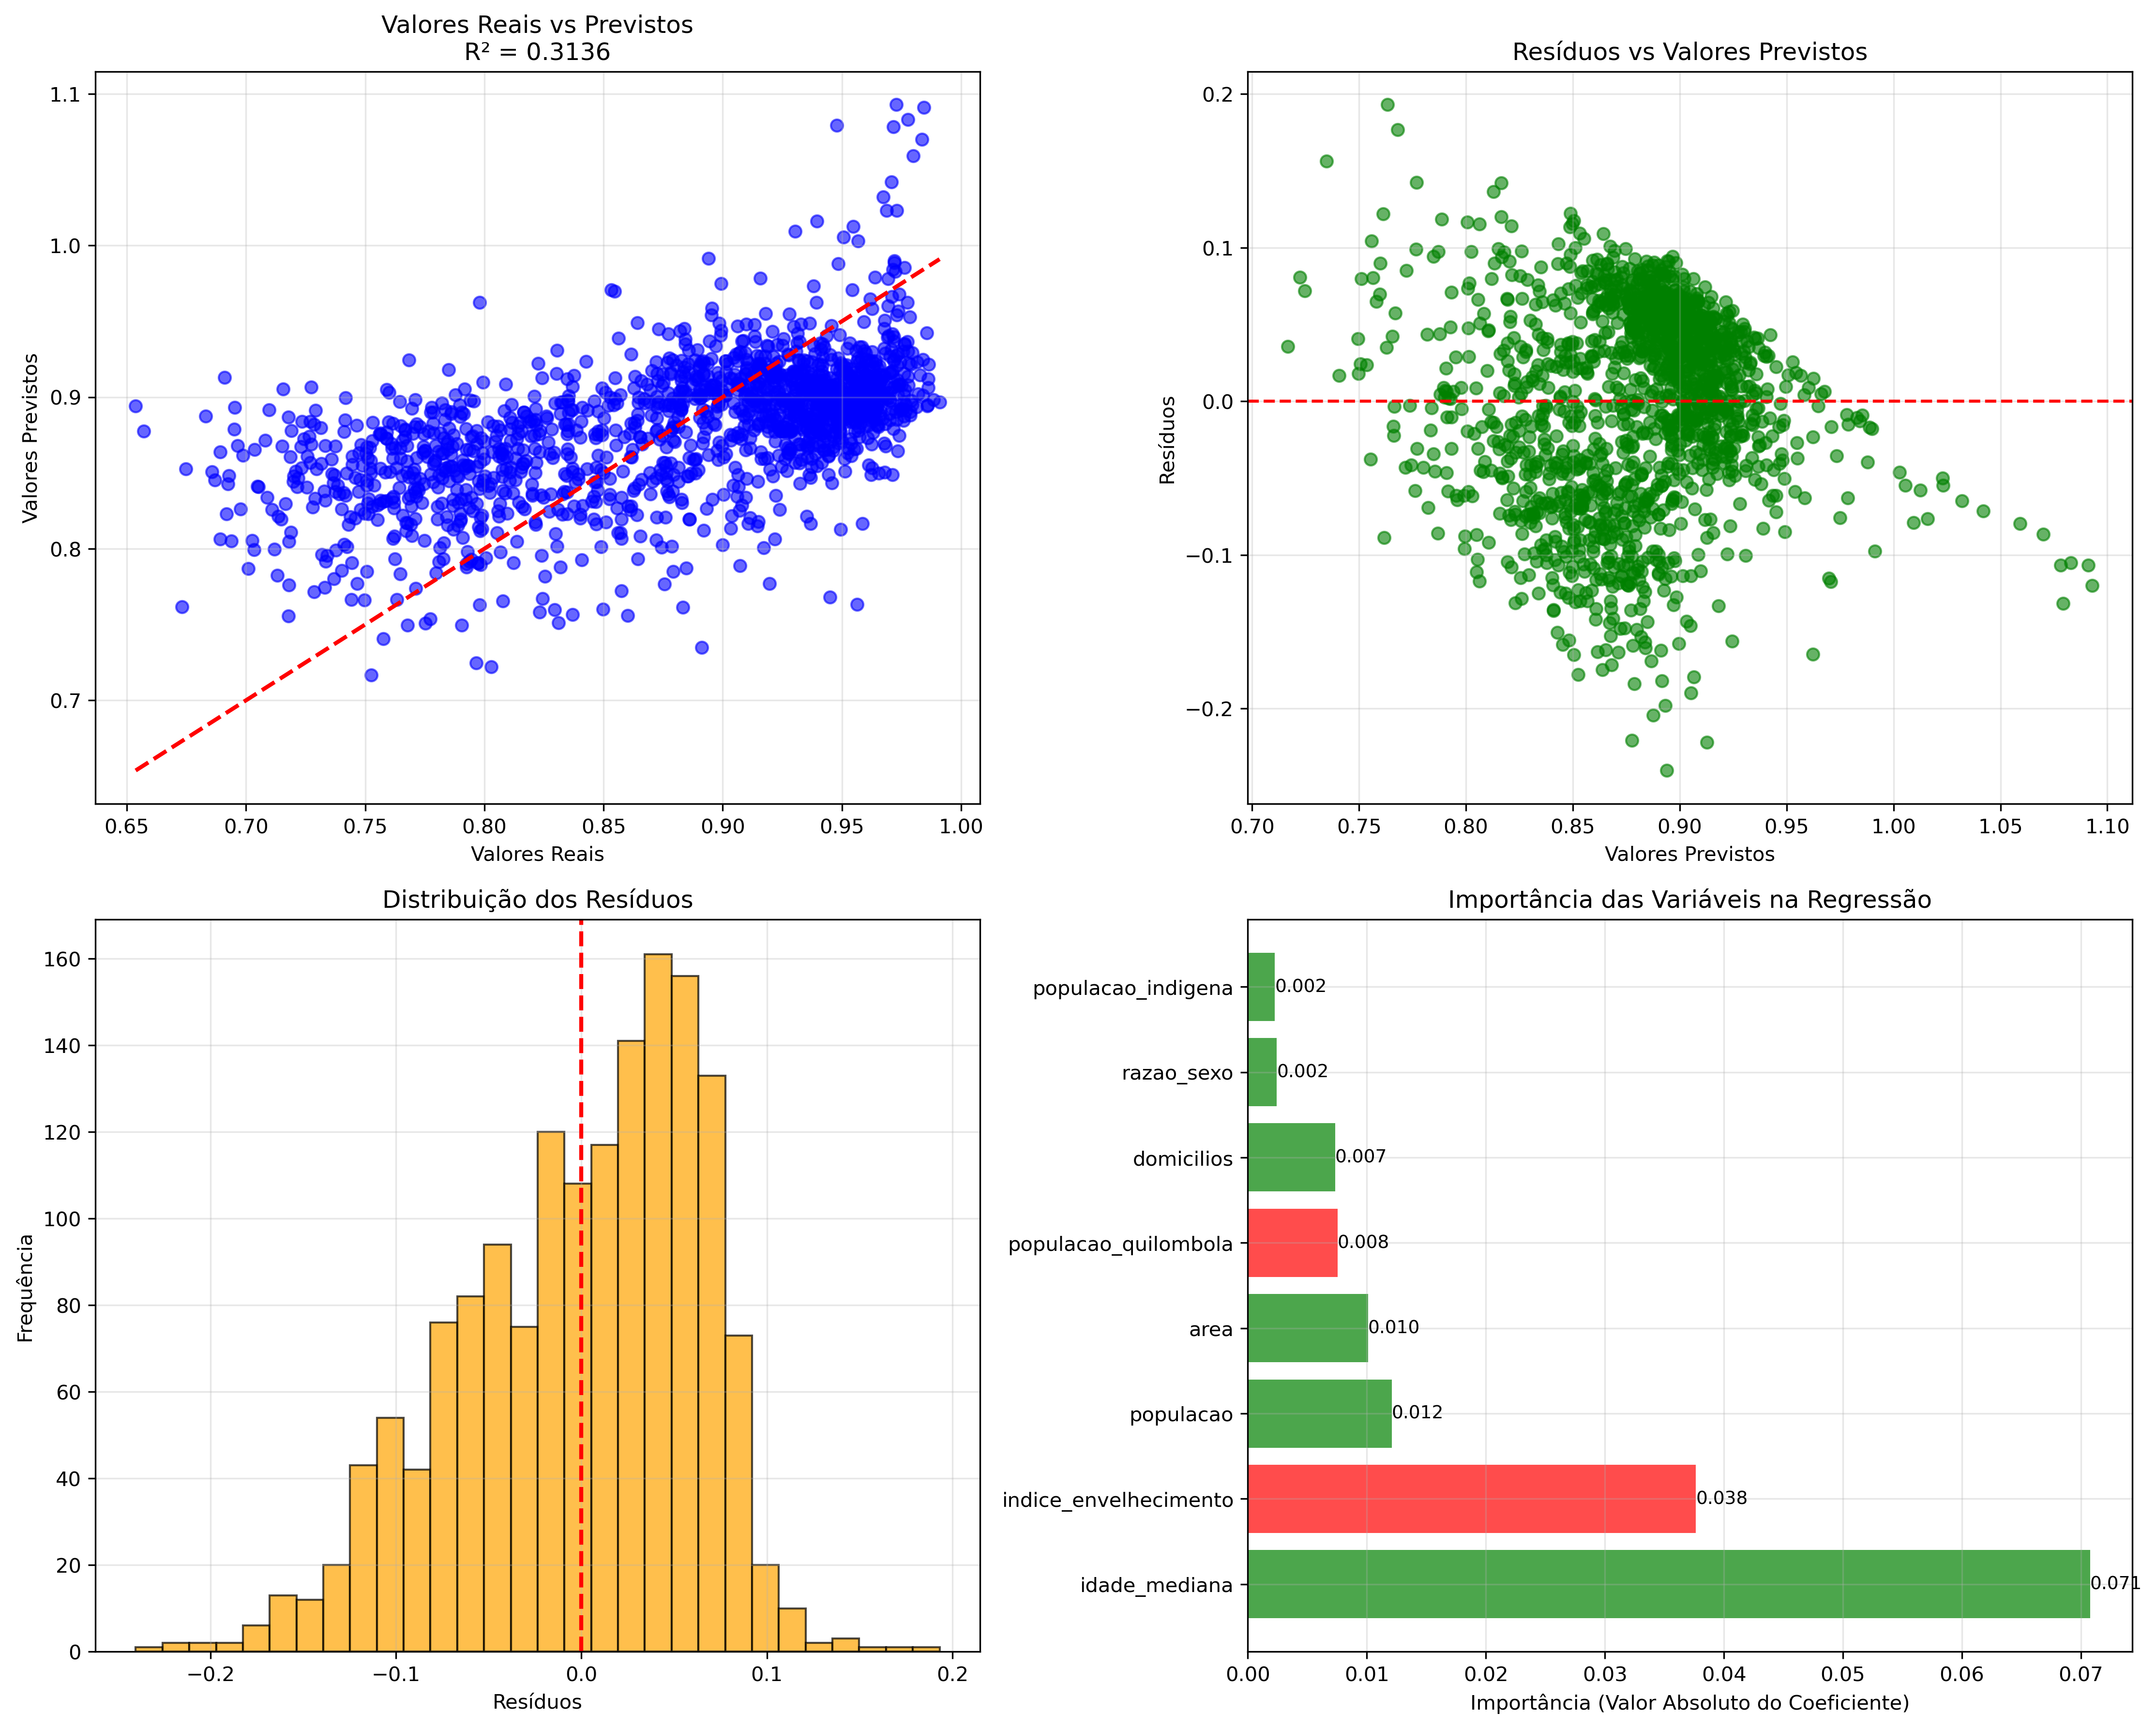 Valores Reais vs Previstos
R² = 0.3136
1.1
1.0
0.9
0.8
0.7
Valores Previstos
0.65 0.70 0.75 0.80 0.85 0.90 0.95 1.00
Valores Reais
Resíduos vs Valores Previstos
0.2
0.1
0.0
−0.1
−0.2
Resíduos
0.70 0.75 0.80 0.85 0.90 0.95 1.00 1.05 1.10
Valores Previstos
Distribuição dos Resíduos
160
140
120
100
80
60
40
20
0
Frequência
−0.2 −0.1 0.0 0.1 0.2
Resíduos
Importância das Variáveis na Regressão
populacao_indigena 0.002
razao_sexo 0.002
domicilios 0.007
populacao_quilombola 0.008
area 0.010
populacao 0.012
indice_envelhecimento 0.038
idade_mediana 0.071
0.00 0.01 0.02 0.03 0.04 0.05 0.06 0.07
Importância (Valor Absoluto do Coeficiente)